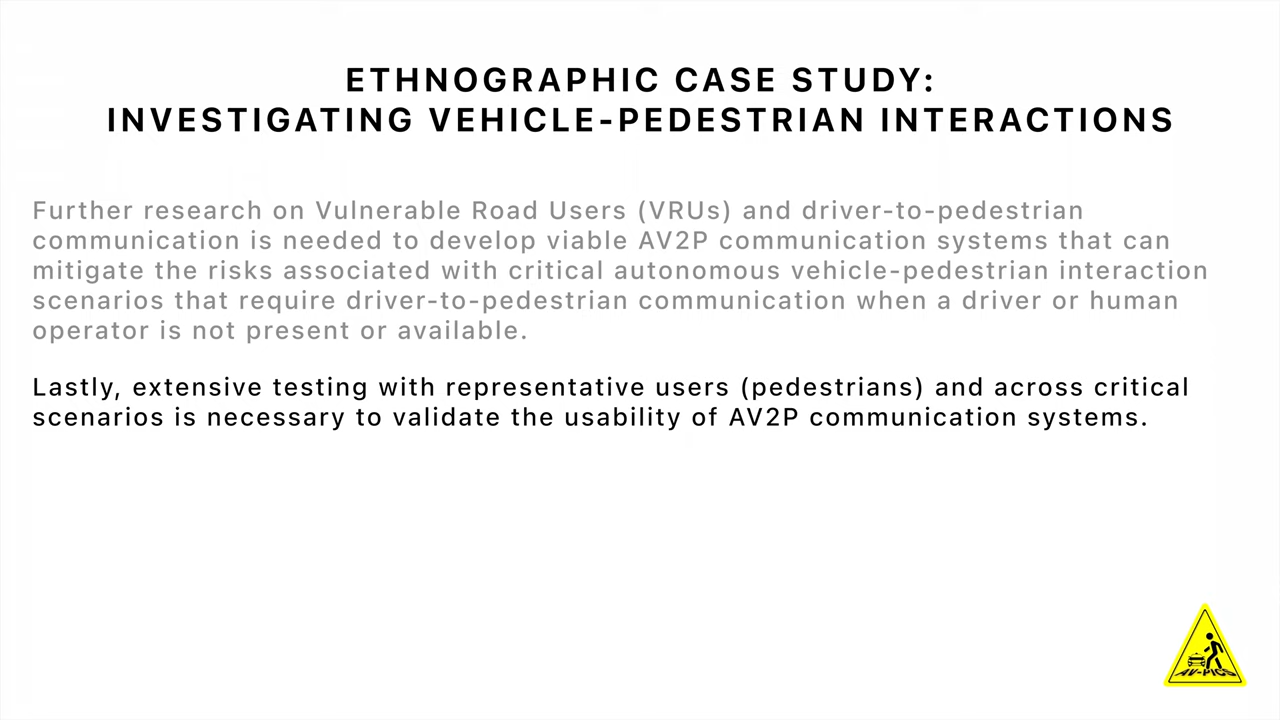 ETHNOGRAPHIC CASE STUDY:
INVESTIGATING VEHICLE-PEDESTRIAN INTERACTIONS
Further research on Vulnerable Road Users (VRUs) and driver-to-pedestrian
communication is needed to develop viable AV2P communication systems that can
mitigate the risks associated with critical autonomous vehicle-pedestrian interaction
scenarios that require driver-to-pedestrian communication when a driver or human
operator is not present or available.
Lastly, extensive testing with representative users (pedestrians) and across critical
scenarios is necessary to validate the usability of AV2P communication systems.
AV-PICS